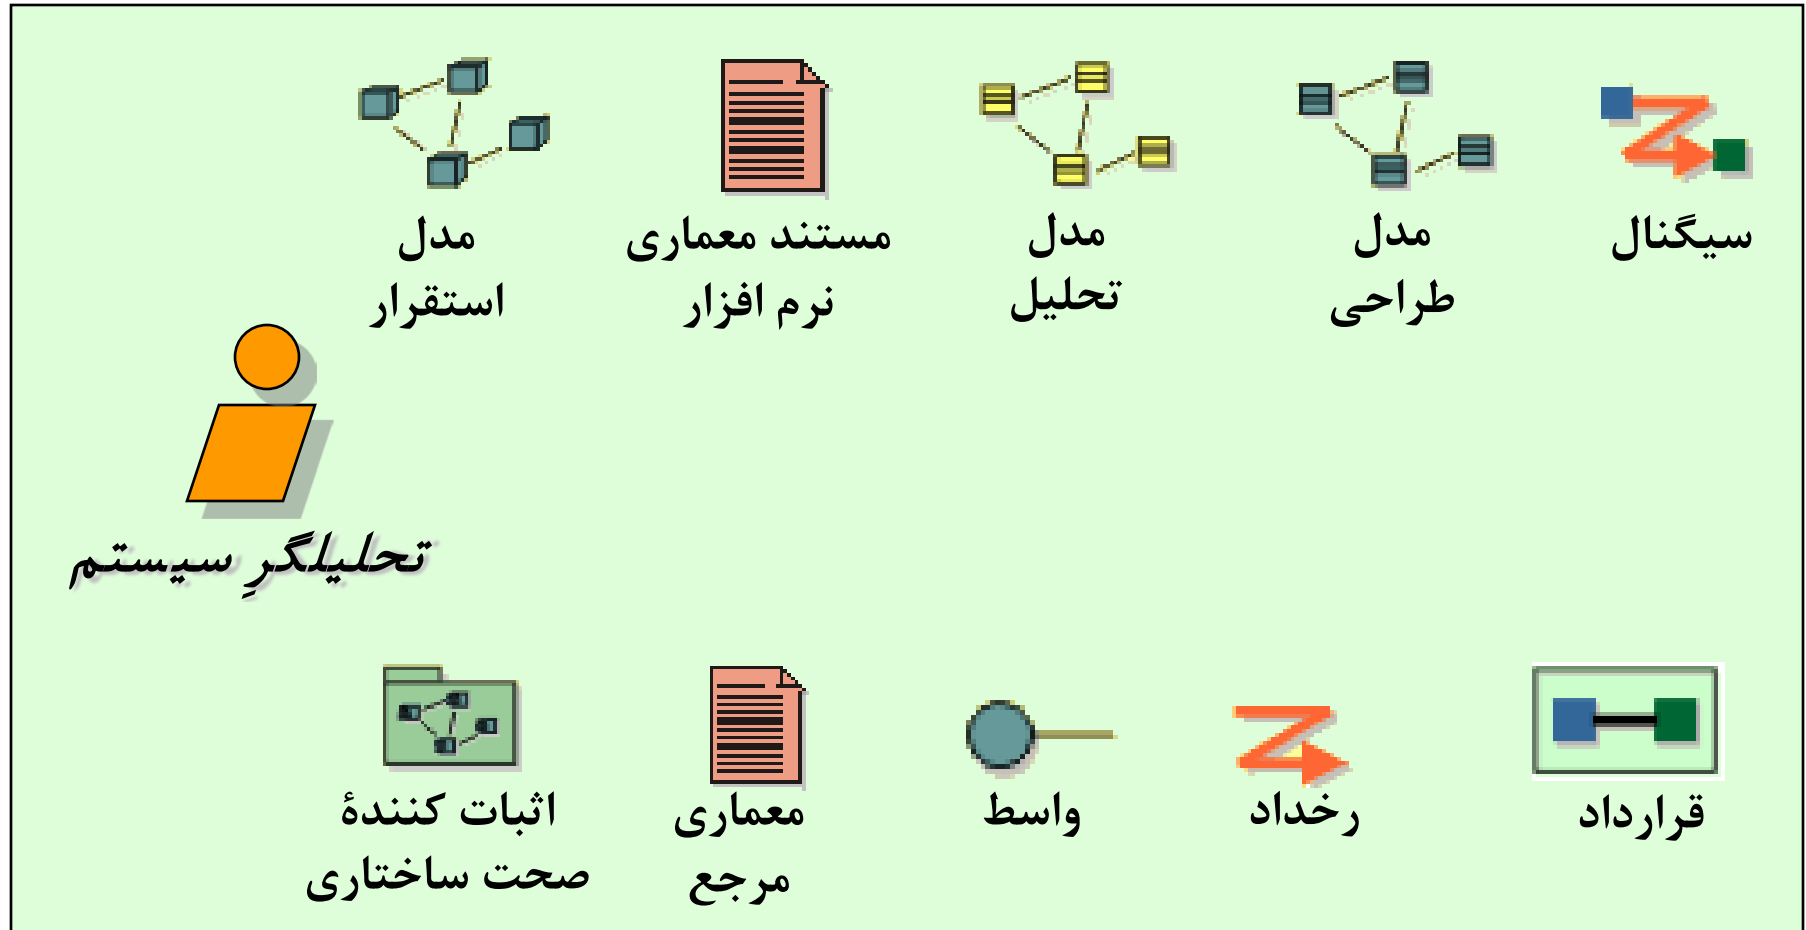 سیگنال
مدل
طراحی
مدل
تحلیل
مستند معماری
نرم افزار
مدل
استقرار
تحلیلگرِ سیستم
قرارداد
رخداد
واسط
معماری
مرجع
اثبات کنندۀ
صحت ساختاری